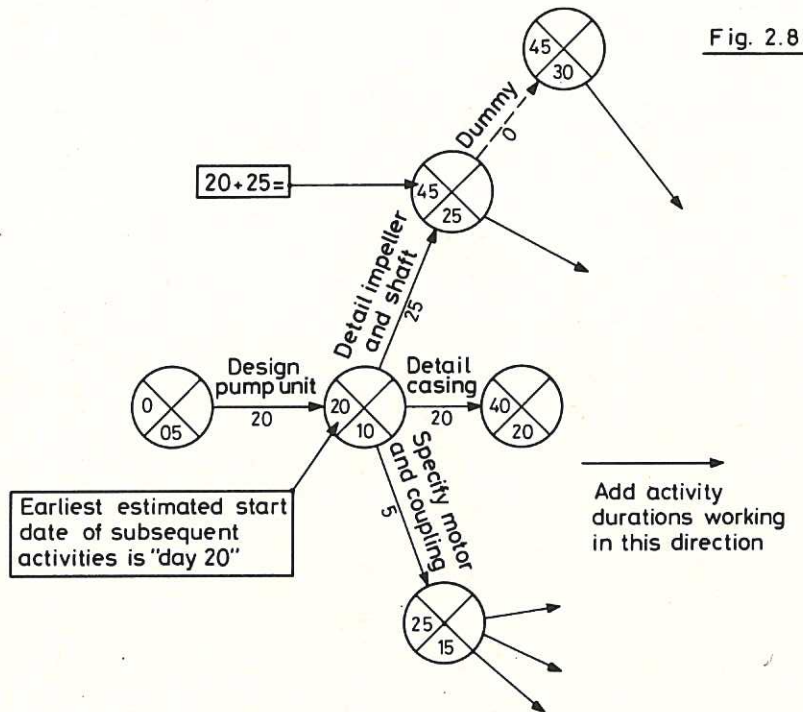 Fig. 2.8
45
30
Dummy
0
20+25=
45
25
Detail impeller
and shaft
25
Design
pump unit
20
Detail
casing
20
0
05
20
10
40
20
Specify motor
and coupling
5
Earliest estimated start
date of subsequent
activities is "day 20"
Add activity
durations working
in this direction
25
15